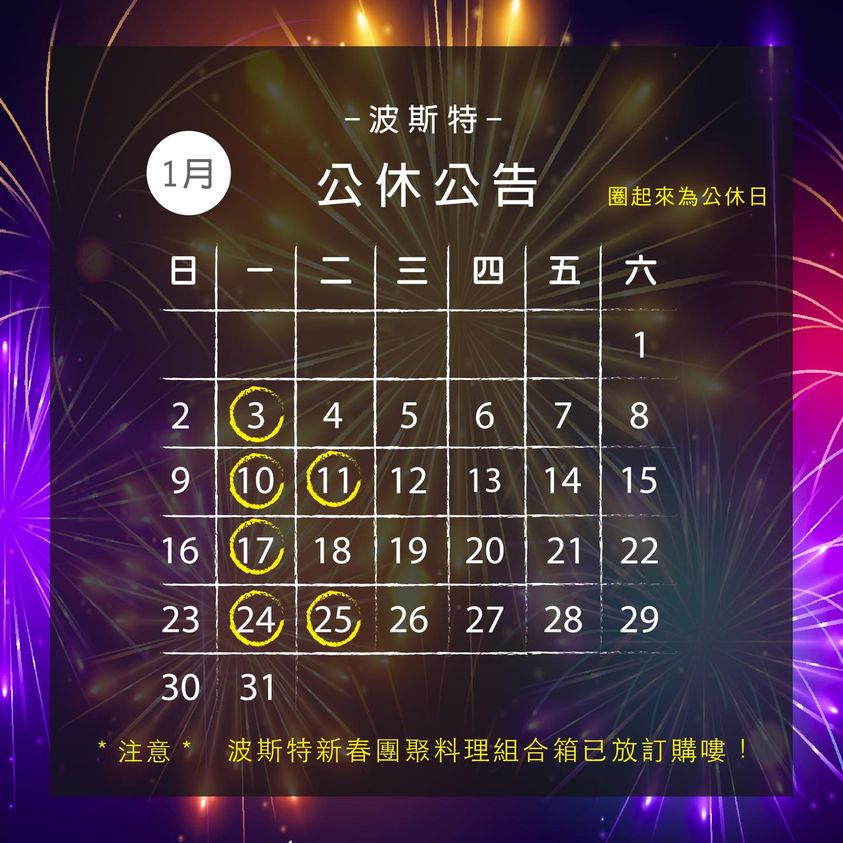 –波斯特–
1月
公休公告
圈起來為公休日
日 一 二 三 四 五 六
1
2 3 4 5 6 7 8
9 10 11 12 13 14 15
16 17 18 19 20 21 22
23 24 25 26 27 28 29
30 31
* 注意 * 波斯特新春團聚料理組合箱已放訂購嘍！